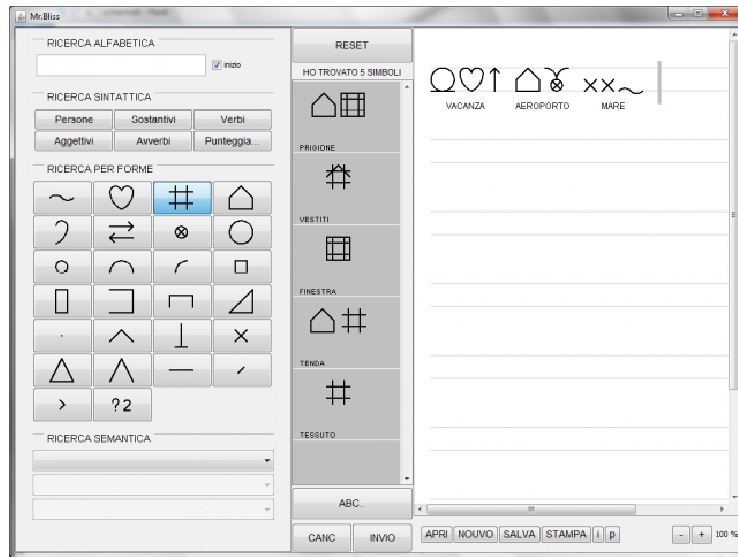 Mr.Bliss
RICERCA ALFABETICA
inizio
RICERCA SINTATTICA
Persone Sostantivi Verbi
Aggettivi Avverbi Punteggia...
RICERCA PER FORME
?2
RICERCA SEMANTICA
RESET
HO TROVATO 5 SIMBOLI
PRIGIONE
VESTITI
FINESTRA
TENDA
TESSUTO
ABC..
CANC INVIO
VACANZA AEROPORTO MARE
APRI NOUVO SALVA STAMPA i p. - + 100 %